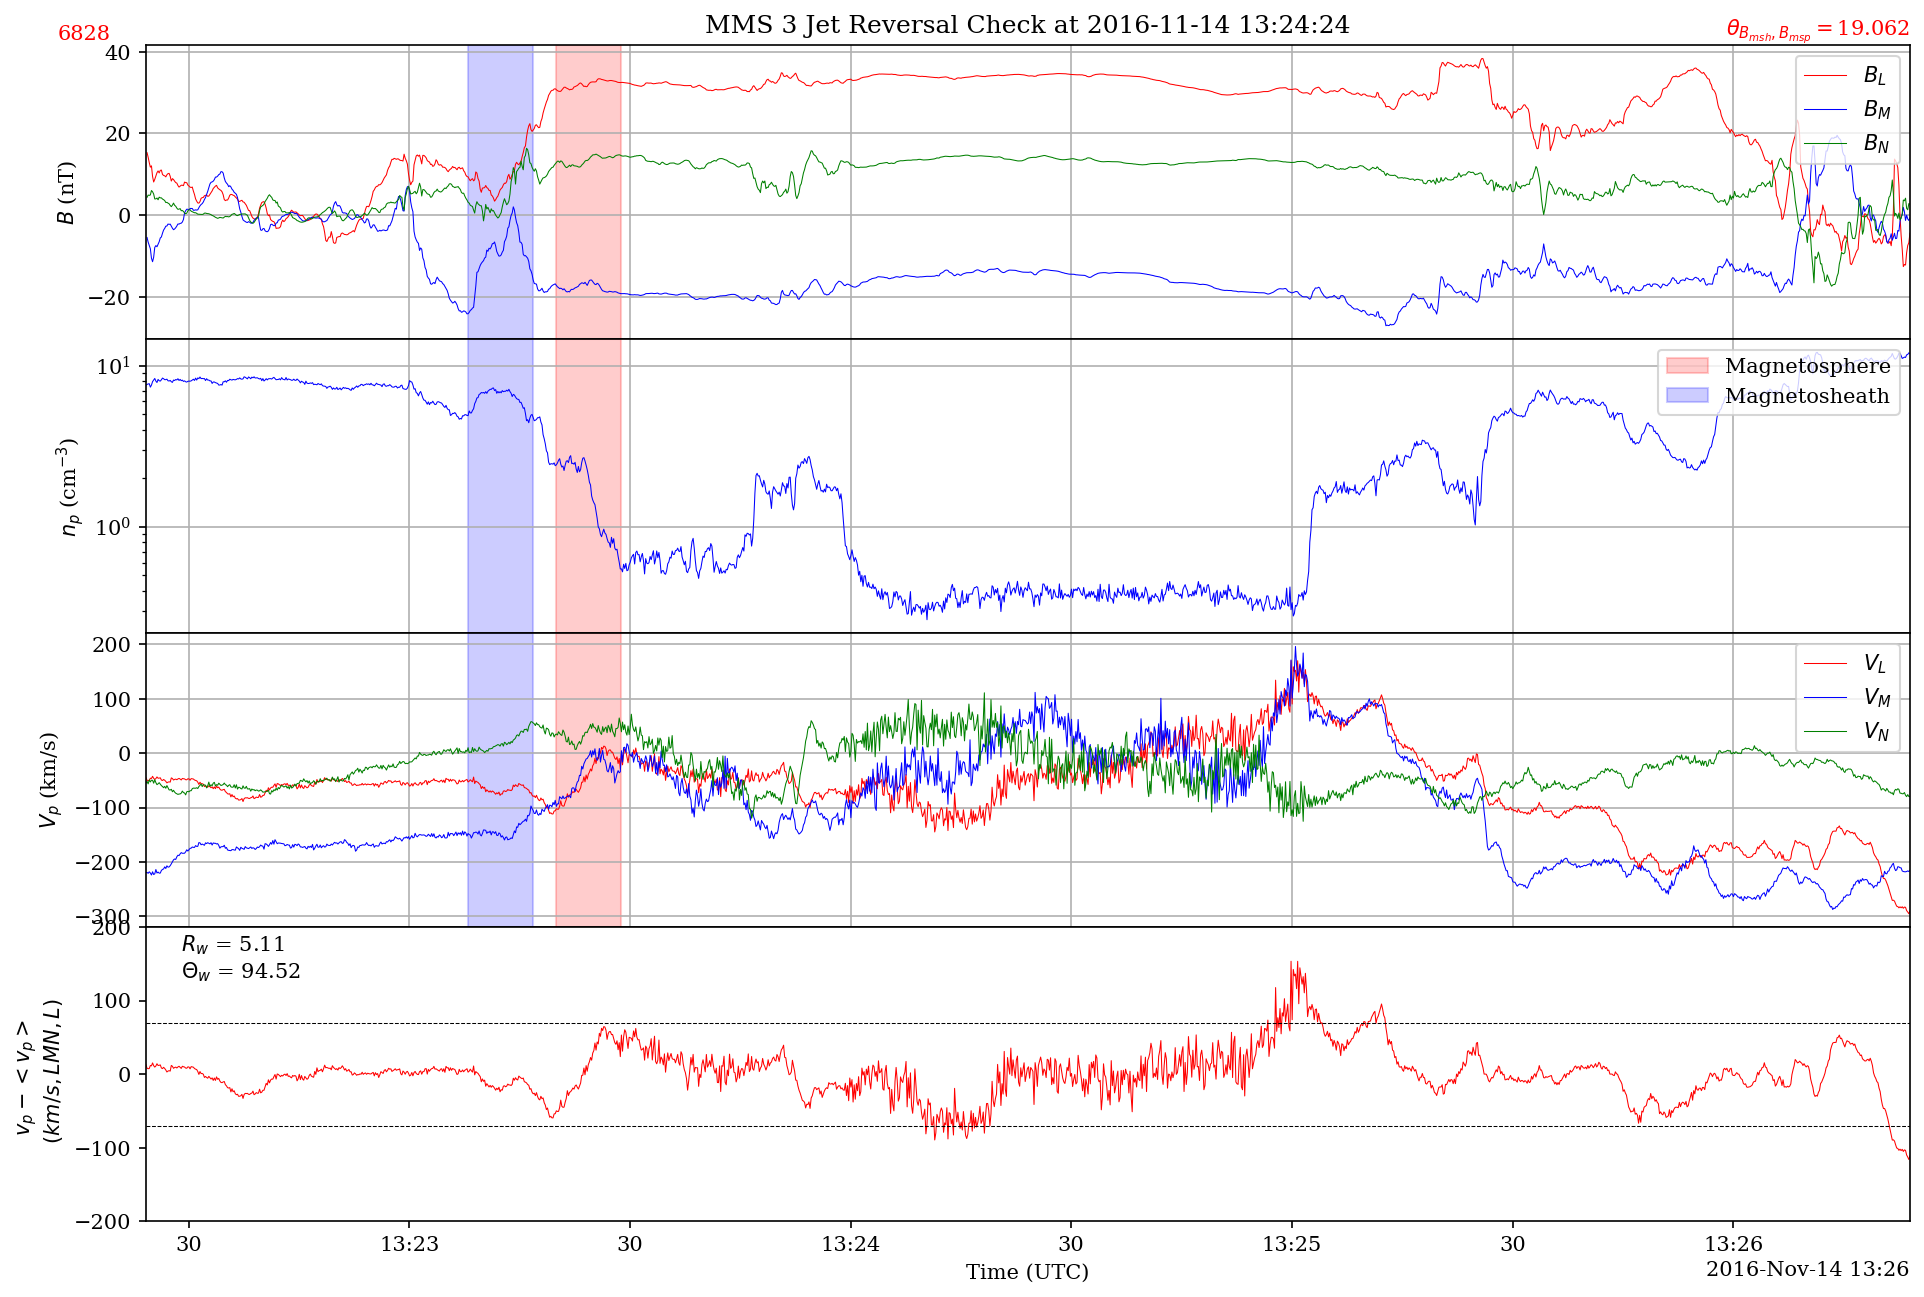 MMS 3 Jet Reversal Check at 2016-11-14 13:24:24
6828
θ_{B_{msh}, B_{msp}} = 19.062
40
20
0
−20
B (nT)
B_L
B_M
B_N
10^1
10^0
n_p (cm^{−3})
Magnetosphere
Magnetosheath
200
100
0
−100
−200
−300
V_p (km/s)
V_L
V_M
V_N
200
100
0
−100
−200
v_p − <v_p>
(km/s, LMN, L)
R_w = 5.11
Θ_w = 94.52
30
13:23
30
13:24
30
13:25
30
13:26
Time (UTC)
2016-Nov-14 13:26